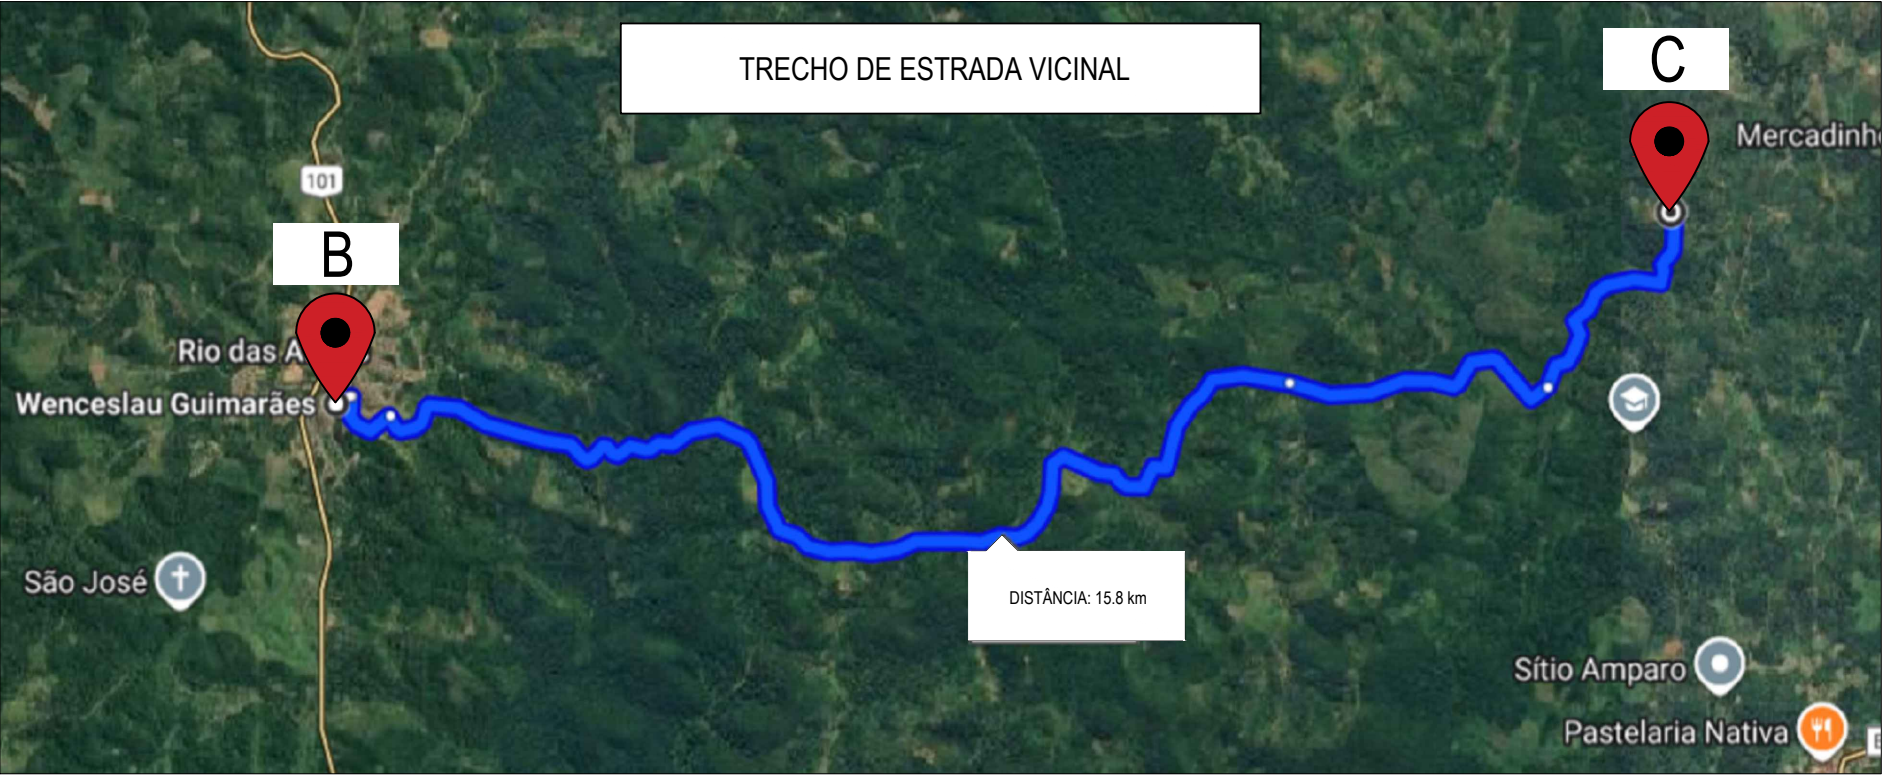 TRECHO DE ESTRADA VICINAL
C
Mercadinh
101
B
Rio das A
Wenceslau Guimarães
São José
DISTÂNCIA: 15.8 km
Sítio Amparo
Pastelaria Nativa